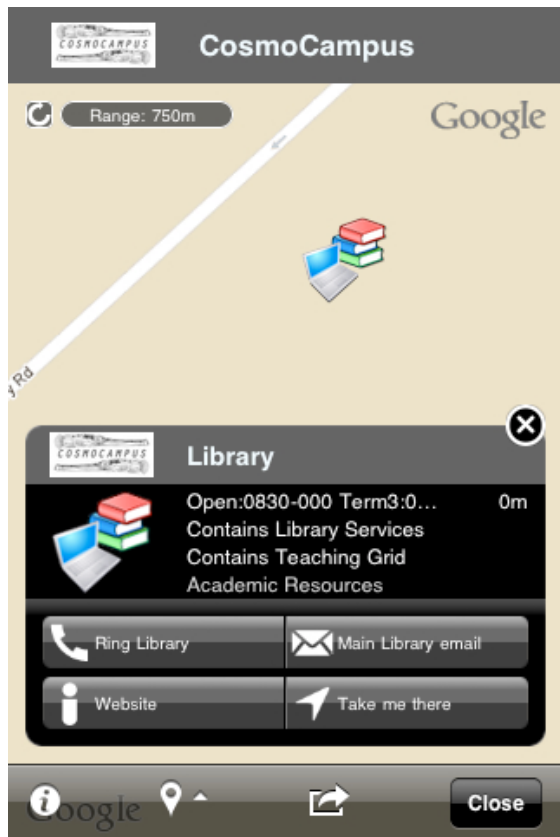 COSMOCAMPUS
CosmoCampus
Range: 750m
Google
y Rd
COSMOCAMPUS
Library
Open:0830-000 Term3:0... 0m
Contains Library Services
Contains Teaching Grid
Academic Resources
Ring Library
Main Library email
Website
Take me there
Google
Close